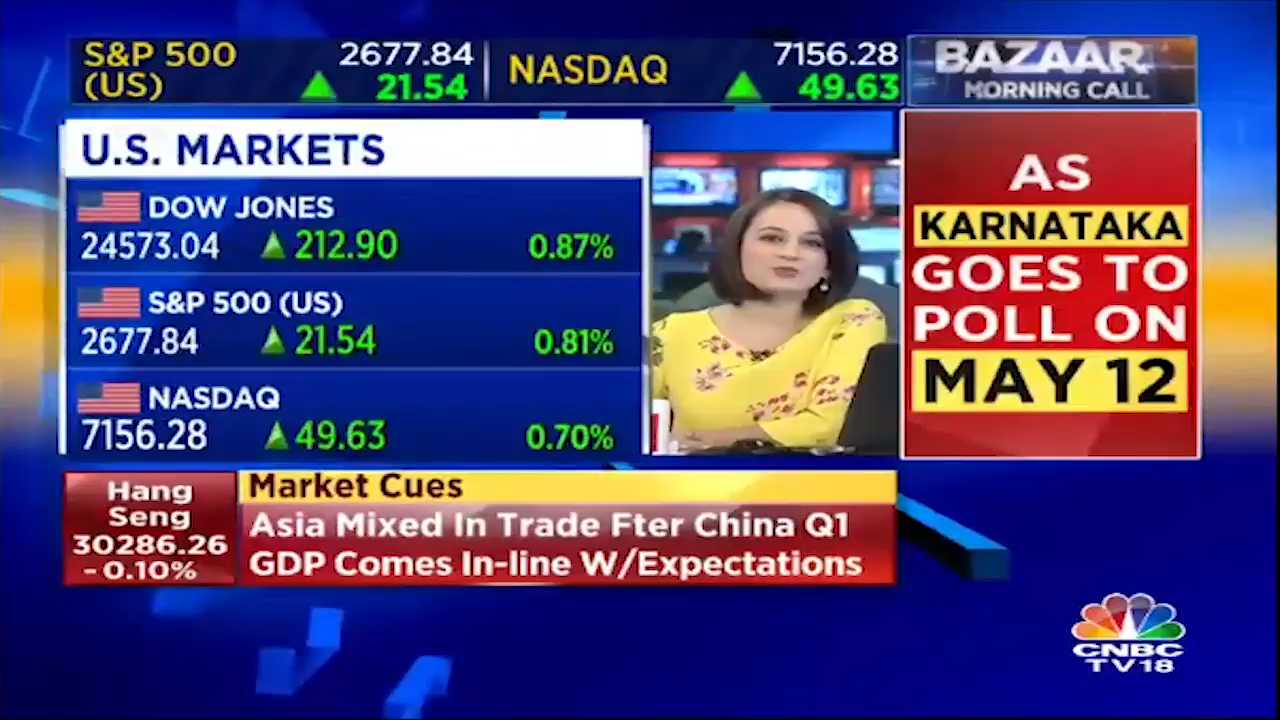 S&P 500
(US)
2677.84
▲ 21.54
NASDAQ
7156.28
▲ 49.63
BAZAAR
MORNING CALL
U.S. MARKETS
DOW JONES
24573.04 ▲ 212.90 0.87%
S&P 500 (US)
2677.84 ▲ 21.54 0.81%
NASDAQ
7156.28 ▲ 49.63 0.70%
AS
KARNATAKA
GOES TO
POLL ON
MAY 12
Hang
Seng
30286.26
-0.10%
Market Cues
Asia Mixed In Trade Fter China Q1
GDP Comes In-line W/Expectations
CNBC
TV18